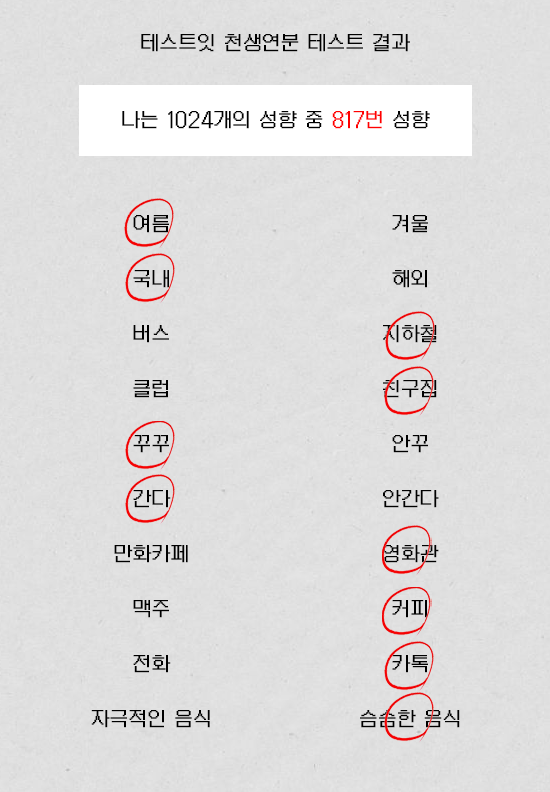 테스트잇 천생연분 테스트 결과
나는 1024개의 성향 중 817번 성향
여름 겨울
국내 해외
버스 지하철
클럽 친구집
꾸꾸 안꾸
간다 안간다
만화카페 영화관
맥주 커피
전화 카톡
자극적인 음식 슴슴한 음식